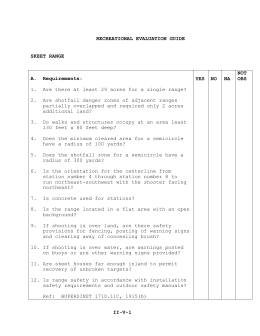 RECREATIONAL EVALUATION GUIDE
SKEET RANGE
A. Requirements: YES NO NA NOT OBS
1. Are there at least 29 acres for a single range?
2. Are shotfall danger zones of adjacent ranges
partially overlapped and required only 2
additional land?
3. Do walks and structures occupy an area least
130 feet x 80 feet deep?
4. Does the minimum cleared area for a semicircle
have a radius of 100 yards?
5. Does the shotfall zone for a semicircle have a
radius of 300 yards?
6. Is the orientation for the centerline from
station number 4 through station number 8 to
run northeast-southwest with the shooter facing
northeast?
7. Is concrete used for stations?
8. Is the range located in a flat area with an open
background?
9. If shooting is over land, are there safety
provisions for fencing, posting of warning signs
and clearing away of concealing brush?
10. If shooting is over water, are warnings posted
on buoys or are other warning signs provided?
11. Are skeet houses far enough inland to permit
recovery of unbroken targets?
12. Is range safety in accordance with installation
safety requirements and outdoor safety manuals?
Ref: BUPERSINST 1710.11C, 1915(b)
II-V-1